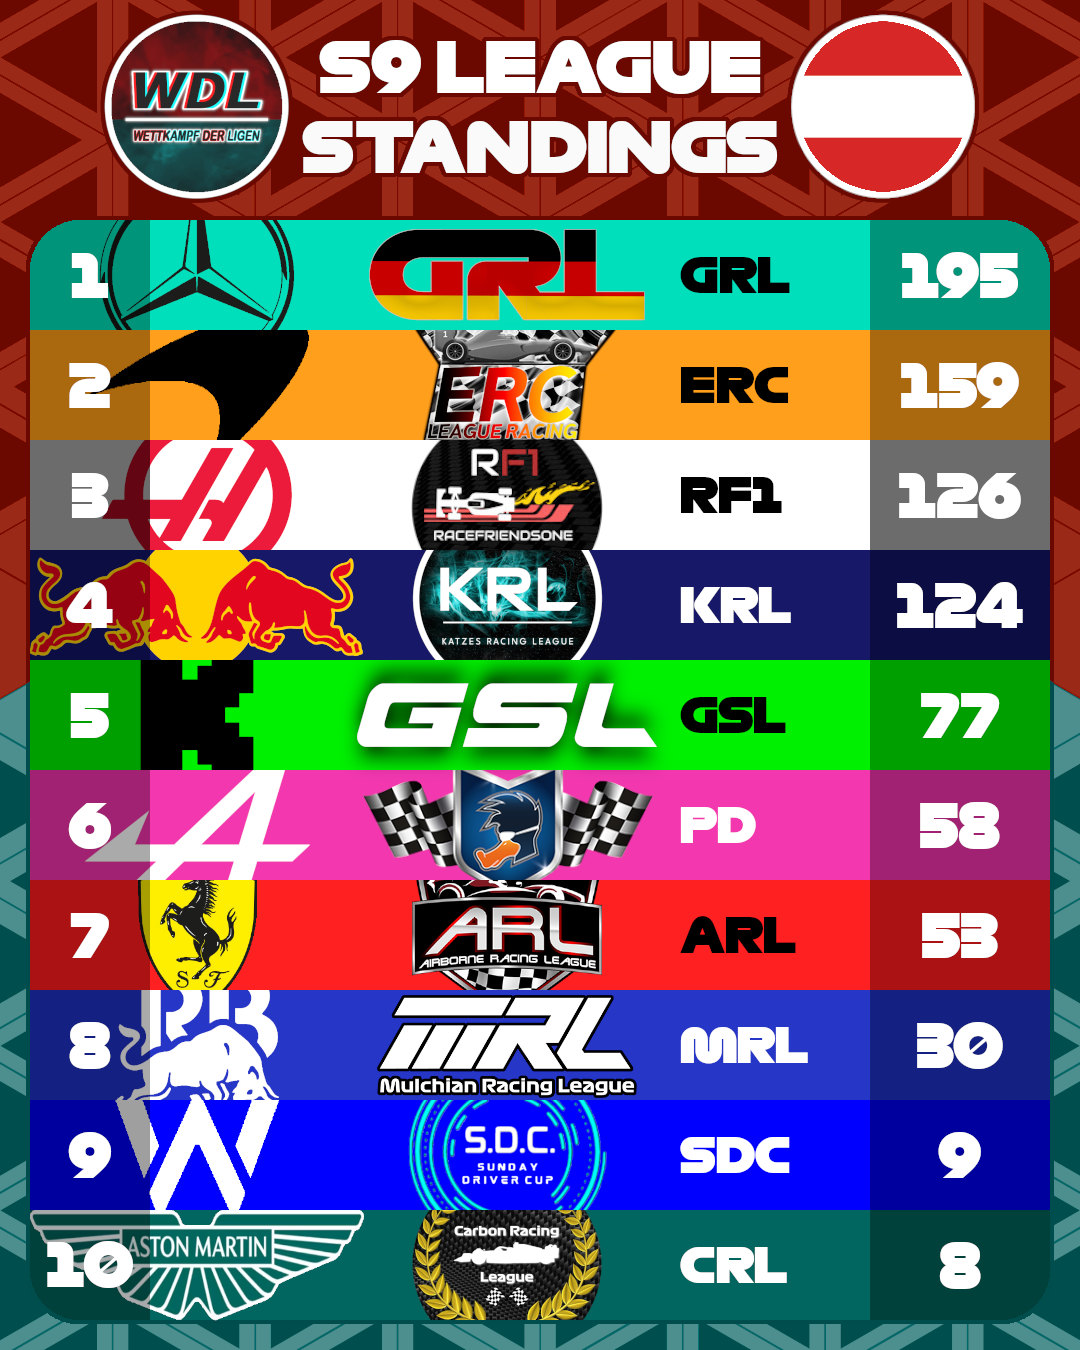 WDL
WETTKAMPF DER LIGEN
S9 LEAGUE
STANDINGS
1 GRL GRL 195
2 ERC LEAGUE RACING ERC 159
3 RF1 RACEFRIENDSONE RF1 126
4 KRL KATZES RACING LEAGUE KRL 124
5 GSL GSL 77
6 PD 58
7 S F ARL AIRBORNE RACING LEAGUE ARL 53
8 RB MRL Mulchian Racing League MRL 30
9 W S.D.C. SUNDAY DRIVER CUP SDC 9
10 ASTON MARTIN Carbon Racing League CRL 8